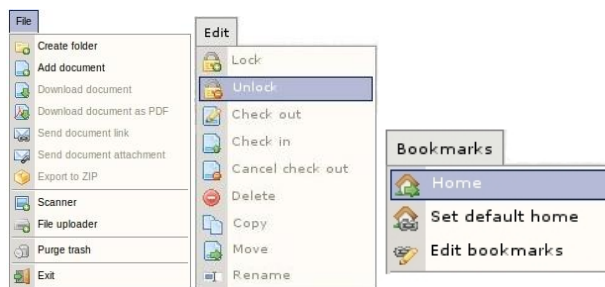 File
Create folder
Add document
Download document
Download document as PDF
Send document link
Send document attachment
Export to ZIP
Scanner
File uploader
Purge trash
Exit
Edit
Lock
Unlock
Check out
Check in
Cancel check out
Delete
Copy
Move
Rename
Bookmarks
Home
Set default home
Edit bookmarks